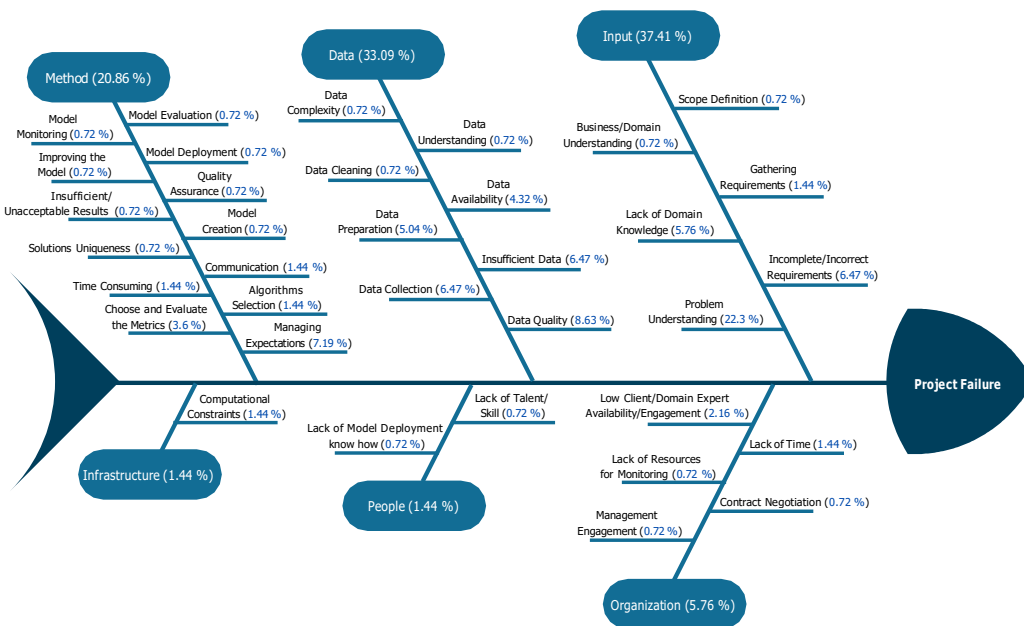 Method (20.86 %)
Model Evaluation (0.72 %)
Model
Monitoring (0.72 %)
Model Deployment (0.72 %)
Improving the
Model (0.72 %)
Quality
Assurance (0.72 %)
Insufficient/
Unacceptable Results (0.72 %)
Model
Creation (0.72 %)
Solutions Uniqueness (0.72 %)
Communication (1.44 %)
Time Consuming (1.44 %)
Algorithms
Selection (1.44 %)
Choose and Evaluate
the Metrics (3.6 %)
Managing
Expectations (7.19 %)
Data (33.09 %)
Data
Complexity (0.72 %)
Data
Understanding (0.72 %)
Data Cleaning (0.72 %)
Data
Availability (4.32 %)
Data
Preparation (5.04 %)
Insufficient Data (6.47 %)
Data Collection (6.47 %)
Data Quality (8.63 %)
Input (37.41 %)
Scope Definition (0.72 %)
Business/Domain
Understanding (0.72 %)
Gathering
Requirements (1.44 %)
Lack of Domain
Knowledge (5.76 %)
Incomplete/Incorrect
Requirements (6.47 %)
Problem
Understanding (22.3 %)
Project Failure
Computational
Constraints (1.44 %)
Infrastructure (1.44 %)
Lack of Talent/
Skill (0.72 %)
Lack of Model Deployment
know how (0.72 %)
People (1.44 %)
Low Client/Domain Expert
Availability/Engagement (2.16 %)
Lack of Time (1.44 %)
Lack of Resources
for Monitoring (0.72 %)
Contract Negotiation (0.72 %)
Management
Engagement (0.72 %)
Organization (5.76 %)